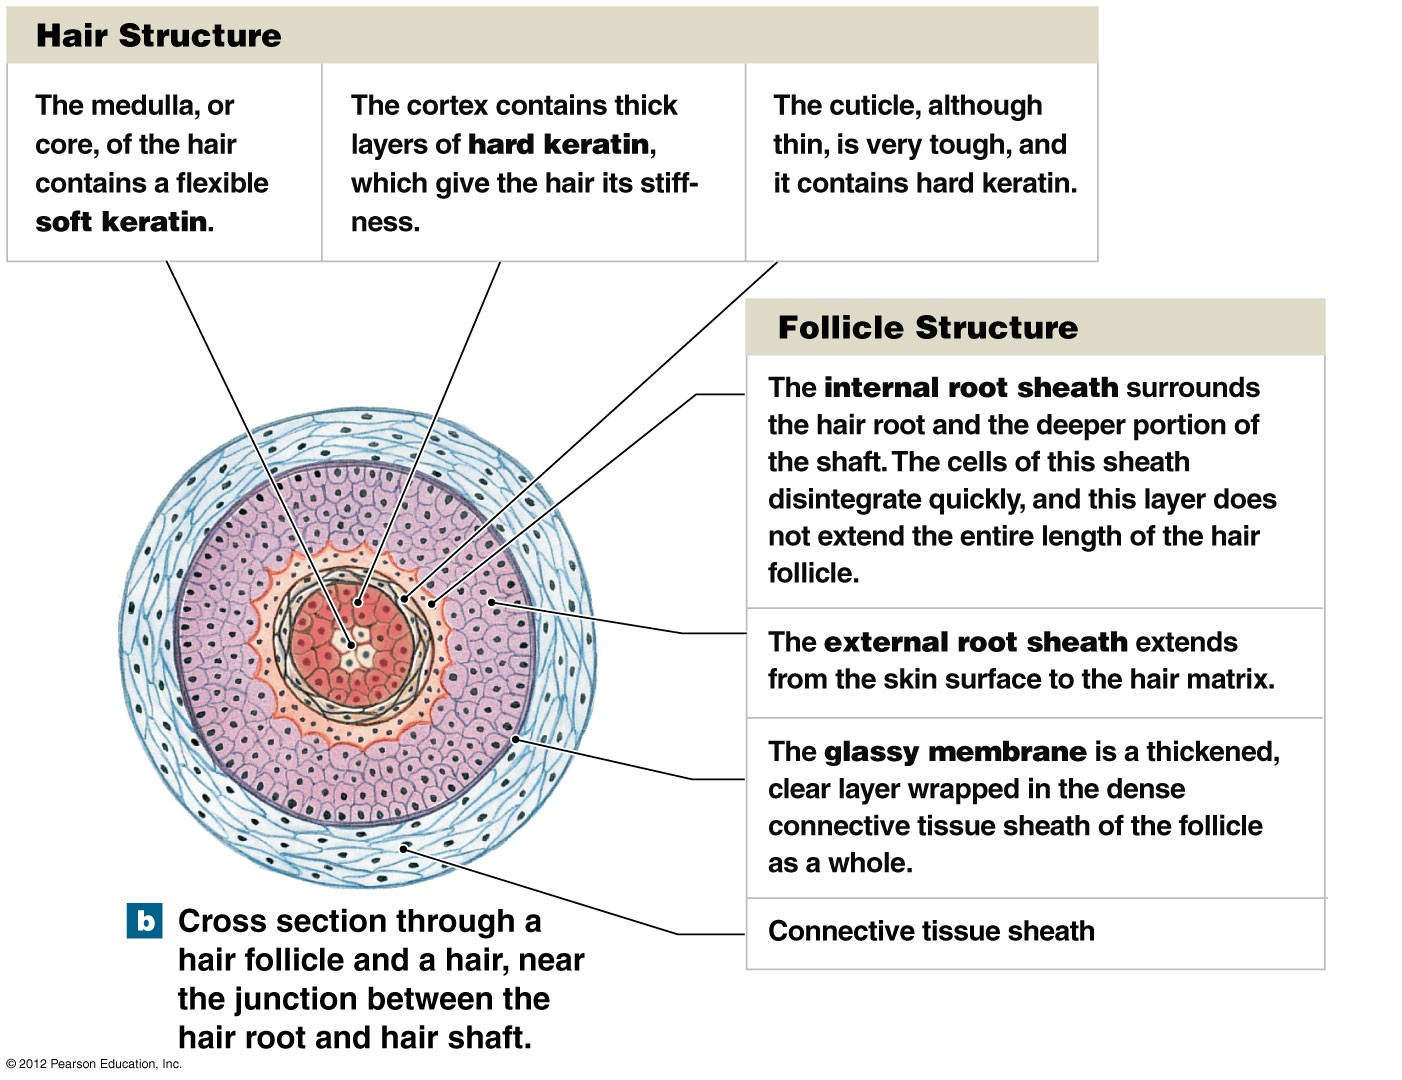 Hair Structure
The medulla, or
core, of the hair
contains a flexible
soft keratin.
The cortex contains thick
layers of hard keratin,
which give the hair its stiff-
ness.
The cuticle, although
thin, is very tough, and
it contains hard keratin.
Follicle Structure
The internal root sheath surrounds
the hair root and the deeper portion of
the shaft. The cells of this sheath
disintegrate quickly, and this layer does
not extend the entire length of the hair
follicle.
The external root sheath extends
from the skin surface to the hair matrix.
The glassy membrane is a thickened,
clear layer wrapped in the dense
connective tissue sheath of the follicle
as a whole.
Connective tissue sheath
b Cross section through a
hair follicle and a hair, near
the junction between the
hair root and hair shaft.
© 2012 Pearson Education, Inc.